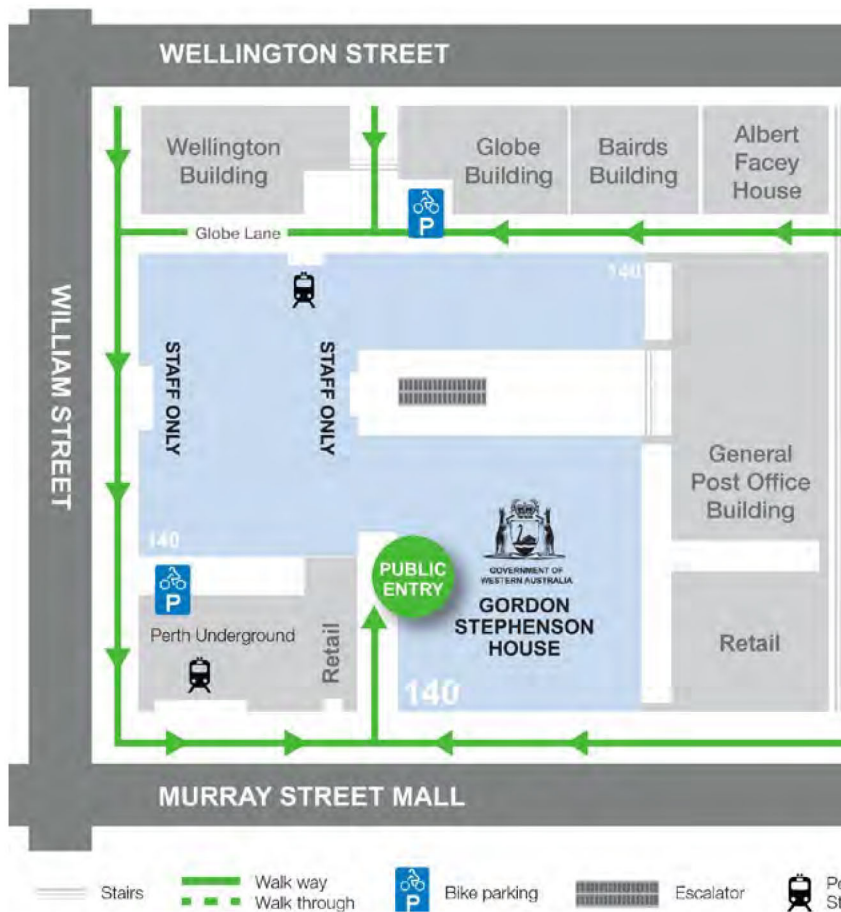 WELLINGTON STREET
Wellington
Building
Globe
Building
Bairds
Building
Albert
Facey
House
P
Globe Lane
140
WILLIAM STREET
STAFF ONLY
STAFF ONLY
General
Post Office
Building
140
PUBLIC
ENTRY
GOVERNMENT OF
WESTERN AUSTRALIA
GORDON
STEPHENSON
HOUSE
P
Perth Underground
Retail
Retail
140
MURRAY STREET MALL
Stairs
Walk way
Walk through
P
Bike parking
Escalator
Pe
St